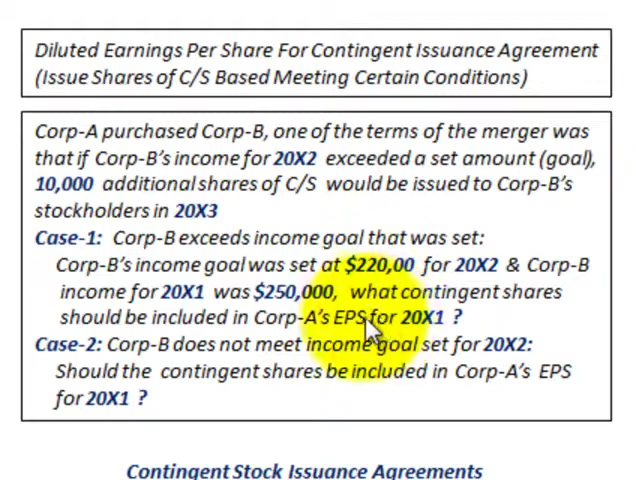 Diluted Earnings Per Share For Contingent Issuance Agreement
(Issue Shares of C/S Based Meeting Certain Conditions)
Corp-A purchased Corp-B, one of the terms of the merger was
that if Corp-B's income for 20X2 exceeded a set amount (goal),
10,000 additional shares of C/S would be issued to Corp-B's
stockholders in 20X3
Case-1: Corp-B exceeds income goal that was set:
Corp-B's income goal was set at $220,00 for 20X2 & Corp-B
income for 20X1 was $250,000, what contingent shares
should be included in Corp-A's EPS for 20X1 ?
Case-2: Corp-B does not meet income goal set for 20X2:
Should the contingent shares be included in Corp-A's EPS
for 20X1 ?
Contingent Stock Issuance Agreements